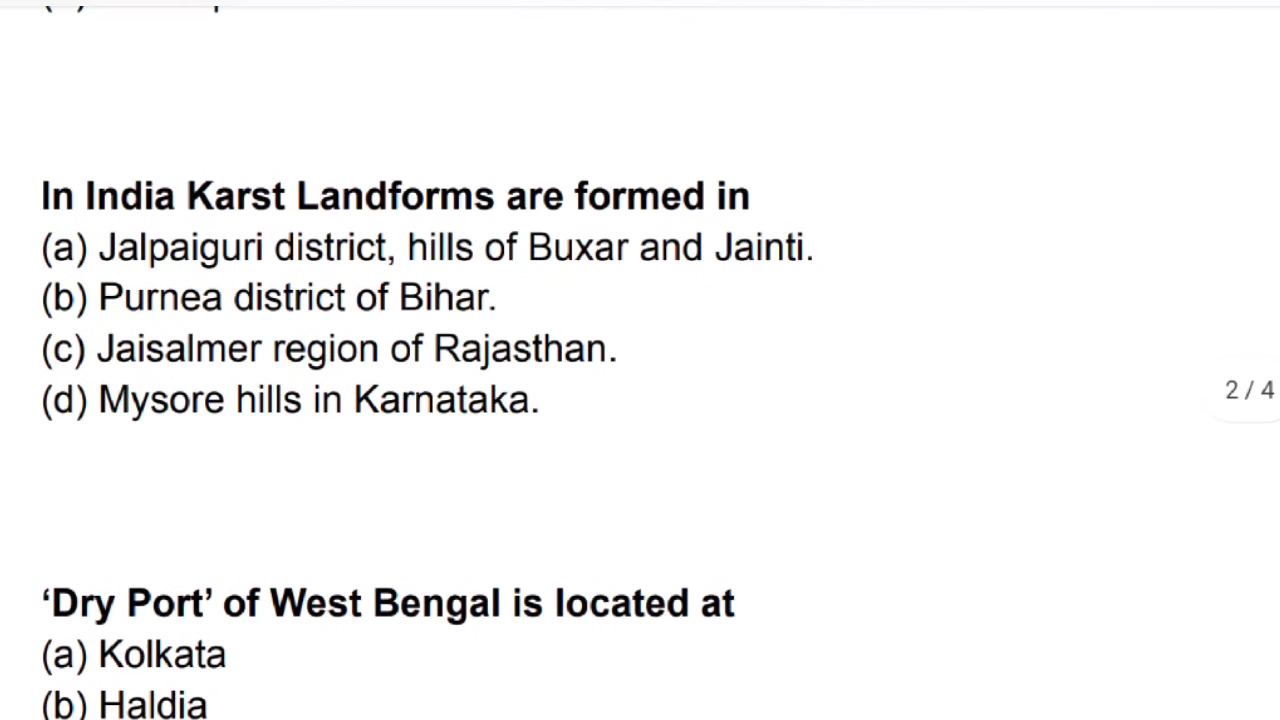 In India Karst Landforms are formed in
(a) Jalpaiguri district, hills of Buxar and Jainti.
(b) Purnea district of Bihar.
(c) Jaisalmer region of Rajasthan.
(d) Mysore hills in Karnataka.
2 / 4
‘Dry Port’ of West Bengal is located at
(a) Kolkata
(b) Haldia